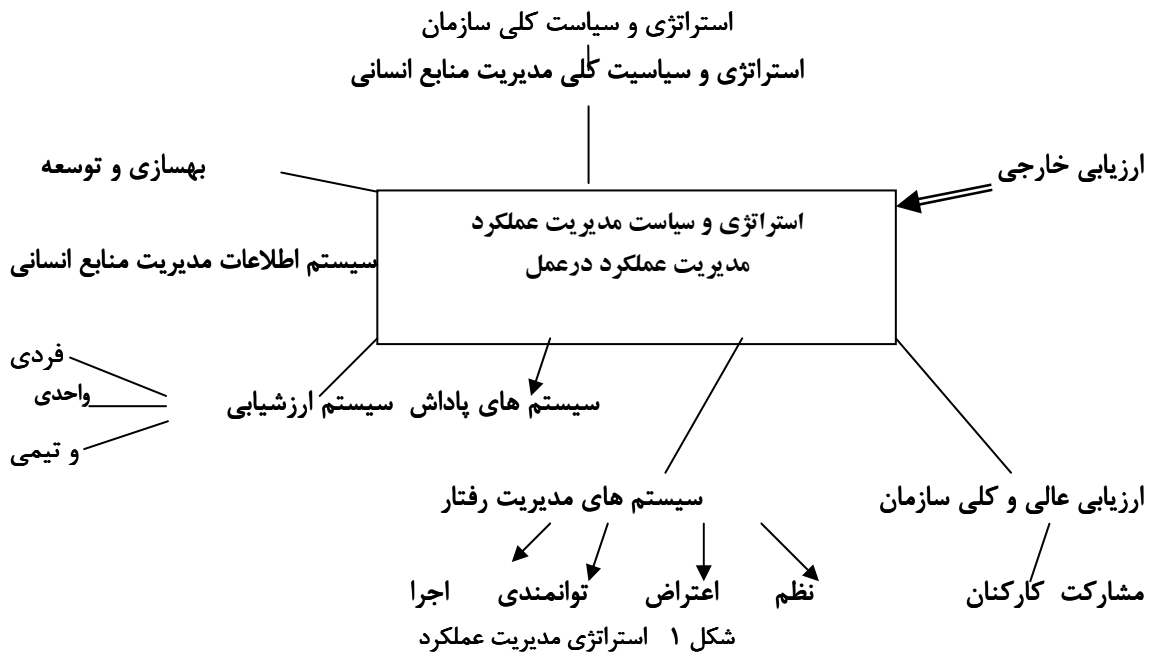 استراتژی و سیاست کلی سازمان
استراتژی و سیاسیت کلی مدیریت منابع انسانی
ارزیابی خارجی
بهسازی و توسعه
استراتژی و سیاست مدیریت عملکرد
مدیریت عملکرد درعمل
سیستم اطلاعات مدیریت منابع انسانی
فردی
واحدی
و تیمی
سیستم های پاداش سیستم ارزشیابی
ارزیابی عالی و کلی سازمان
سیستم های مدیریت رفتار
مشارکت کارکنان
نظم اعتراض توانمندی اجرا
شکل ۱ استراتژی مدیریت عملکرد